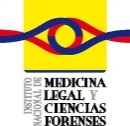 INSTITUTO
NACIONAL DE
MEDICINA
LEGAL Y
CIENCIAS
FORENSES